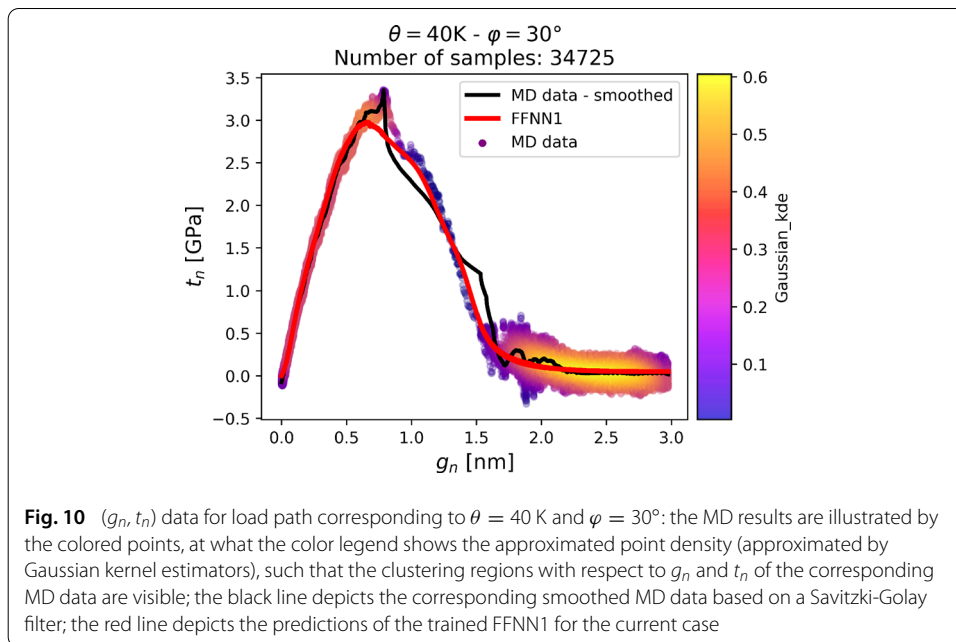 θ = 40K - φ = 30°
Number of samples: 34725
3.5
3.0
2.5
2.0
1.5
1.0
0.5
0.0
−0.5
t_n [GPa]
MD data - smoothed
FFNN1
MD data
0.0
0.5
1.0
1.5
2.0
2.5
3.0
g_n [nm]
0.6
0.5
0.4
0.3
0.2
0.1
Gaussian_kde
Fig. 10 (g_n, t_n) data for load path corresponding to θ = 40 K and φ = 30°: the MD results are illustrated by
the colored points, at what the color legend shows the approximated point density (approximated by
Gaussian kernel estimators), such that the clustering regions with respect to g_n and t_n of the corresponding
MD data are visible; the black line depicts the corresponding smoothed MD data based on a Savitzki-Golay
filter; the red line depicts the predictions of the trained FFNN1 for the current case